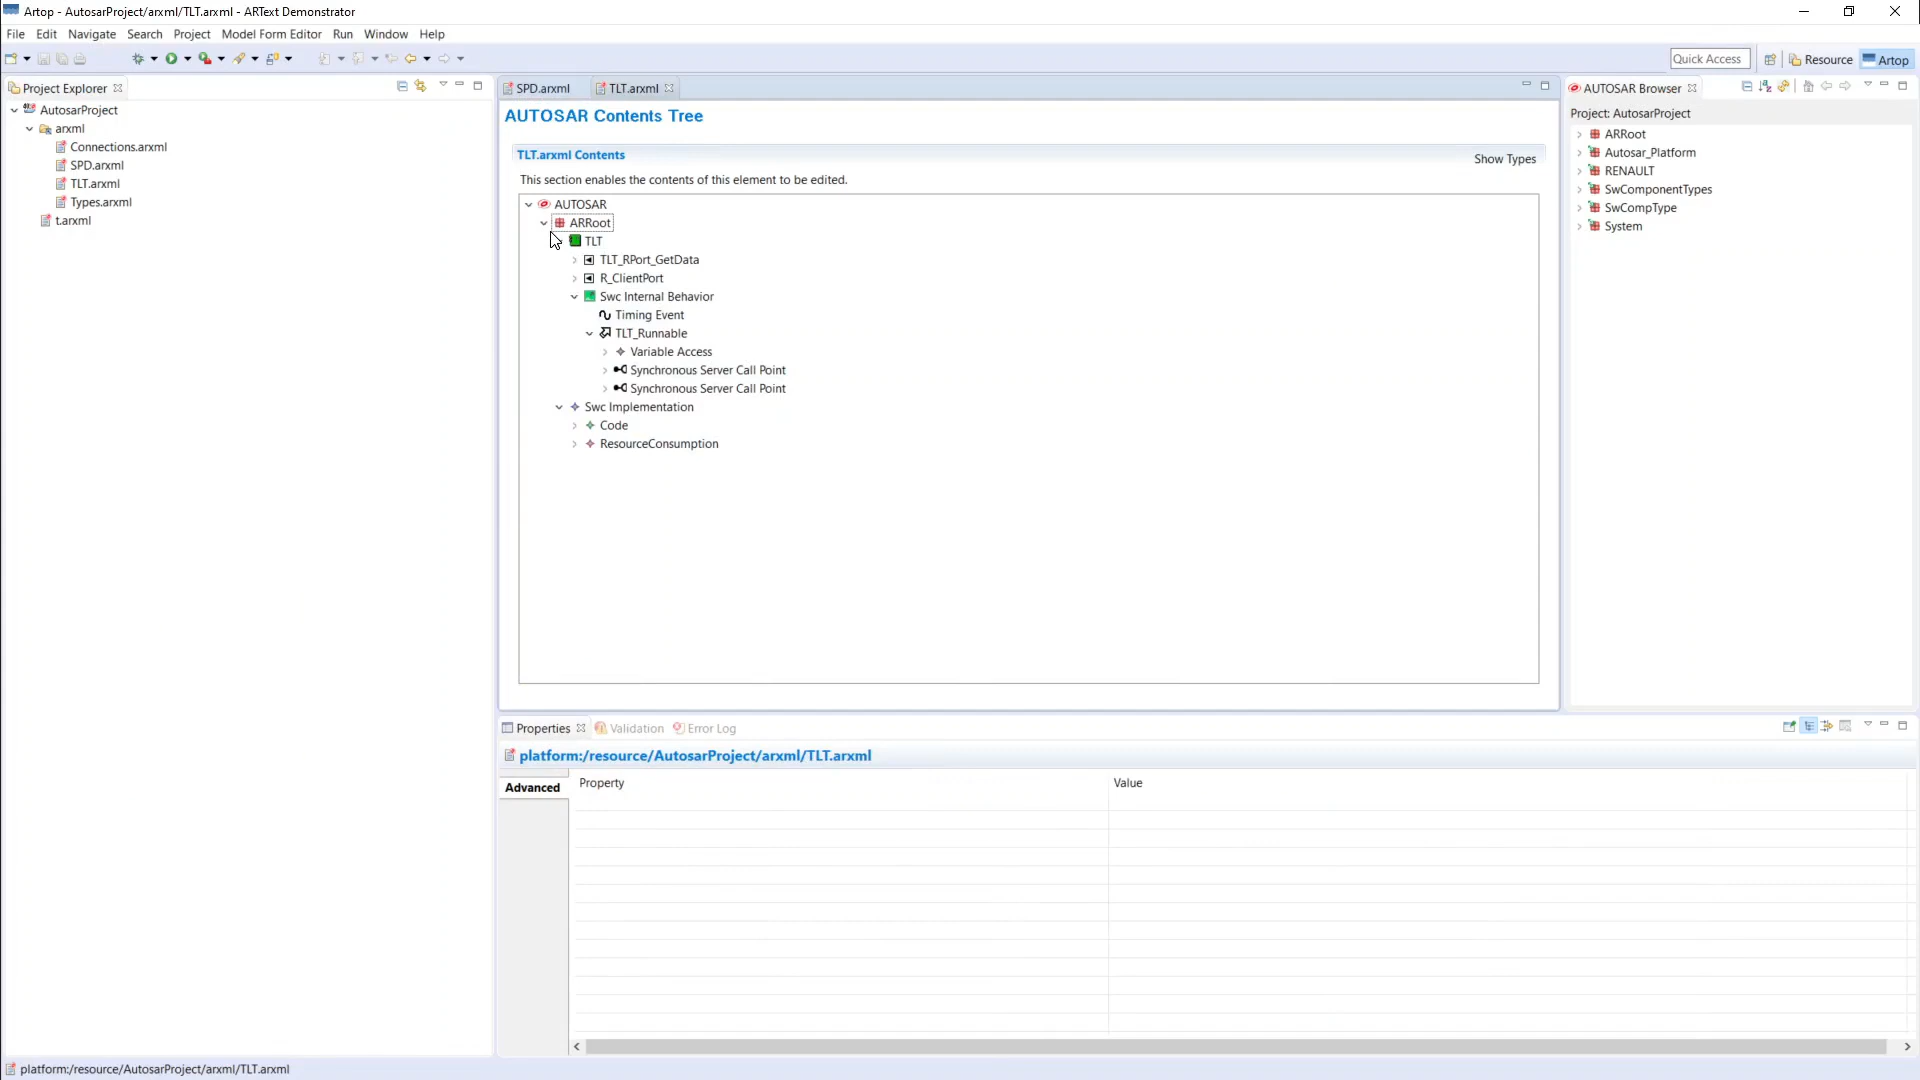 Artop - AutosarProject/arxml/TLT.arxml - ARText Demonstrator
File Edit Navigate Search Project Model Form Editor Run Window Help
Quick Access Resource Artop
Project Explorer
AutosarProject
arxml
Connections.arxml
SPD.arxml
TLT.arxml
Types.arxml
t.arxml
SPD.arxml TLT.arxml
AUTOSAR Contents Tree
TLT.arxml Contents
Show Types
This section enables the contents of this element to be edited.
AUTOSAR
ARRoot
TLT
TLT_RPort_GetData
R_ClientPort
Swc Internal Behavior
Timing Event
TLT_Runnable
Variable Access
Synchronous Server Call Point
Synchronous Server Call Point
Swc Implementation
Code
ResourceConsumption
AUTOSAR Browser
Project: AutosarProject
ARRoot
Autosar_Platform
RENAULT
SwComponentTypes
SwCompType
System
Properties Validation Error Log
platform:/resource/AutosarProject/arxml/TLT.arxml
Advanced
Property Value
platform:/resource/AutosarProject/arxml/TLT.arxml